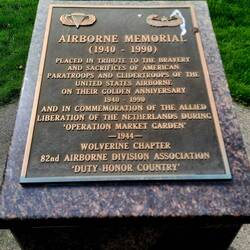 AIRBORNE MEMORIAL
(1940 - 1990)
PLACED IN TRIBUTE TO THE BRAVERY
AND SACRIFICES OF AMERICAN
PARATROOPS AND GLIDERTROOPS OF THE
UNITED STATES AIRBORNE
ON THEIR GOLDEN ANNIVERSARY
1940 - 1990
AND IN COMMEMORATION OF THE ALLIED
LIBERATION OF THE NETHERLANDS DURING
'OPERATION MARKET GARDEN'
—1944—
WOLVERINE CHAPTER
82nd AIRBORNE DIVISION ASSOCIATION
'DUTY HONOR COUNTRY'